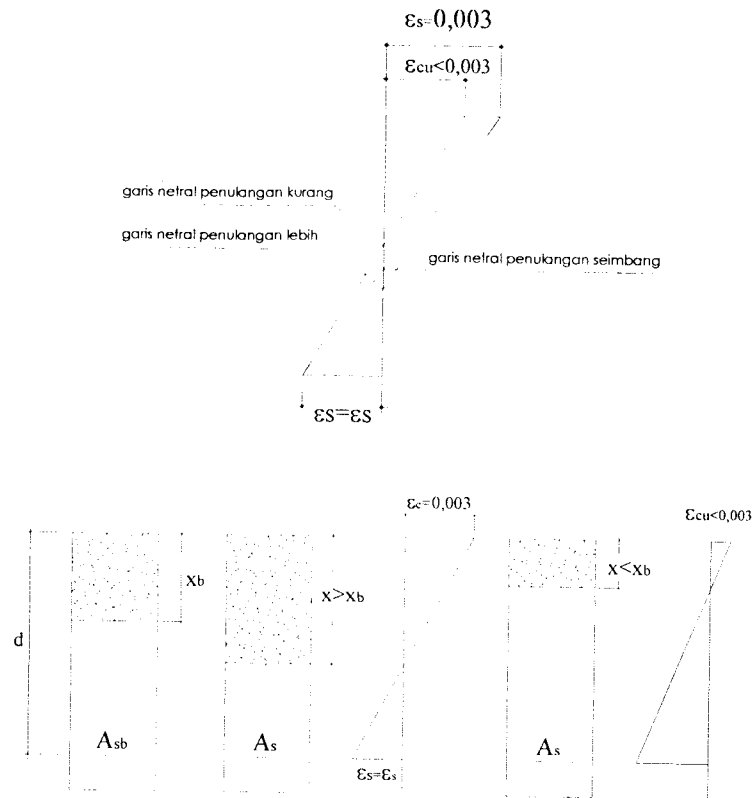 εs=0,003
εcu<0,003
garis netral penulangan kurang
garis netral penulangan lebih
garis netral penulangan seimbang
εS=εS
εc=0,003
εcu<0,003
xb
x>xb
x<xb
d
Asb
As
As
εs=εs